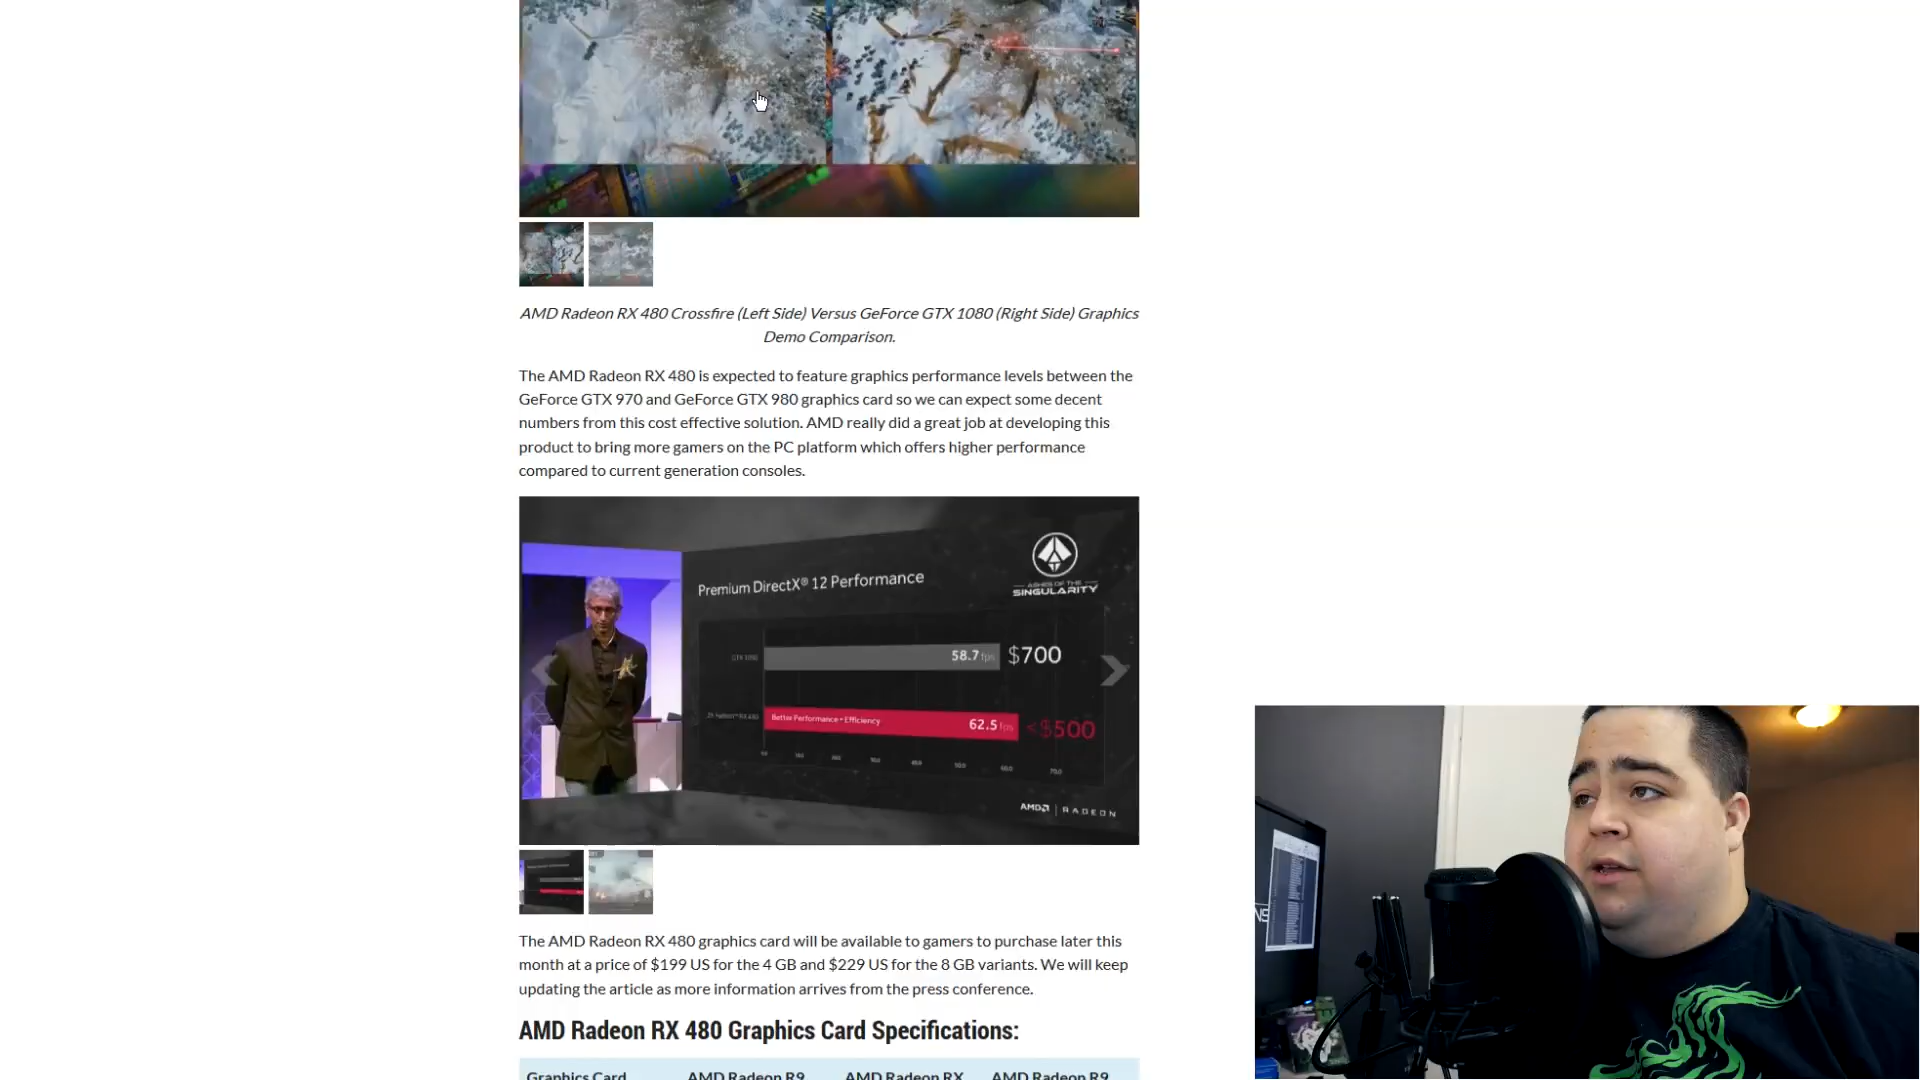 AMD Radeon RX 480 Crossfire (Left Side) Versus GeForce GTX 1080 (Right Side) Graphics
Demo Comparison.
The AMD Radeon RX 480 is expected to feature graphics performance levels between the
GeForce GTX 970 and GeForce GTX 980 graphics card so we can expect some decent
numbers from this cost effective solution. AMD really did a great job at developing this
product to bring more gamers on the PC platform which offers higher performance
compared to current generation consoles.
Premium DirectX® 12 Performance
ASHES OF THE
SINGULARITY
GTX 1080
58.7 fps
$700
2x Radeon™ RX 480
Better Performance + Efficiency
62.5 fps
<$500
AMD RADEON
The AMD Radeon RX 480 graphics card will be available to gamers to purchase later this
month at a price of $199 US for the 4 GB and $229 US for the 8 GB variants. We will keep
updating the article as more information arrives from the press conference.
AMD Radeon RX 480 Graphics Card Specifications:
Graphics Card AMD Radeon R9 AMD Radeon RX AMD Radeon R9